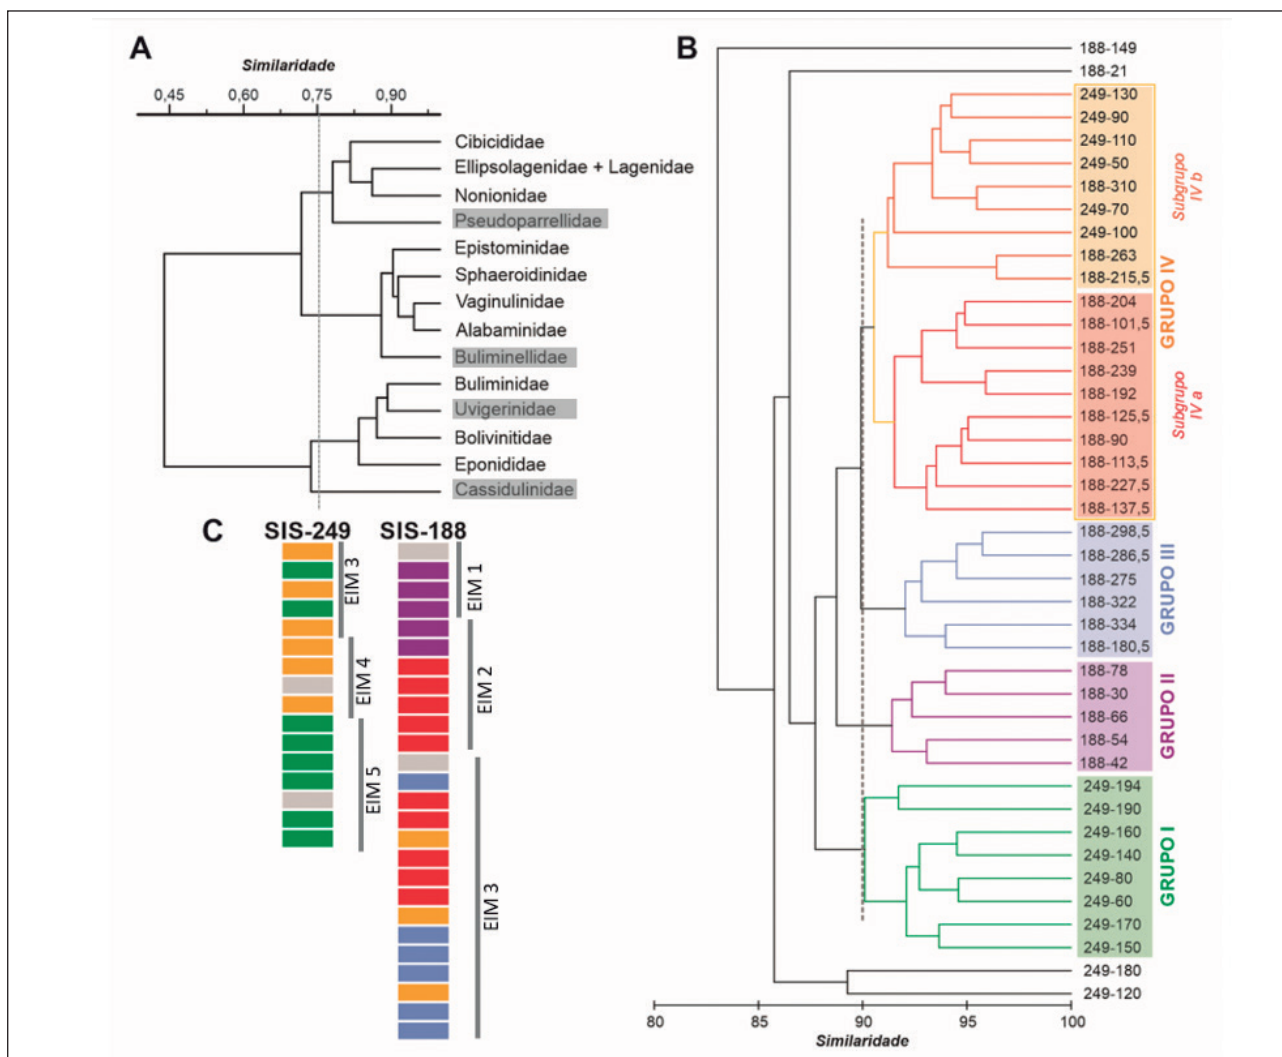 A
Similaridade
0,45 0,60 0,75 0,90
Cibicididae
Ellipsolagenidae + Lagenidae
Nonionidae
Pseudoparrellidae
Epistominidae
Sphaeroidinidae
Vaginulinidae
Alabaminidae
Buliminellidae
Buliminidae
Uvigerinidae
Bolivinitidae
Eponididae
Cassidulinidae
C
SIS-249
EIM 3
EIM 4
EIM 5
SIS-188
EIM 1
EIM 2
EIM 3
B
188-149
188-21
249-130
249-90
249-110
249-50
188-310
249-70
249-100
188-263
188-215,5
188-204
188-101,5
188-251
188-239
188-192
188-125,5
188-90
188-113,5
188-227,5
188-137,5
188-298,5
188-286,5
188-275
188-322
188-334
188-180,5
188-78
188-30
188-66
188-54
188-42
249-194
249-190
249-160
249-140
249-80
249-60
249-170
249-150
249-180
249-120
Subgrupo
IV b
GRUPO IV
Subgrupo
IV a
GRUPO III
GRUPO II
GRUPO I
80 85 90 95 100
Similaridade